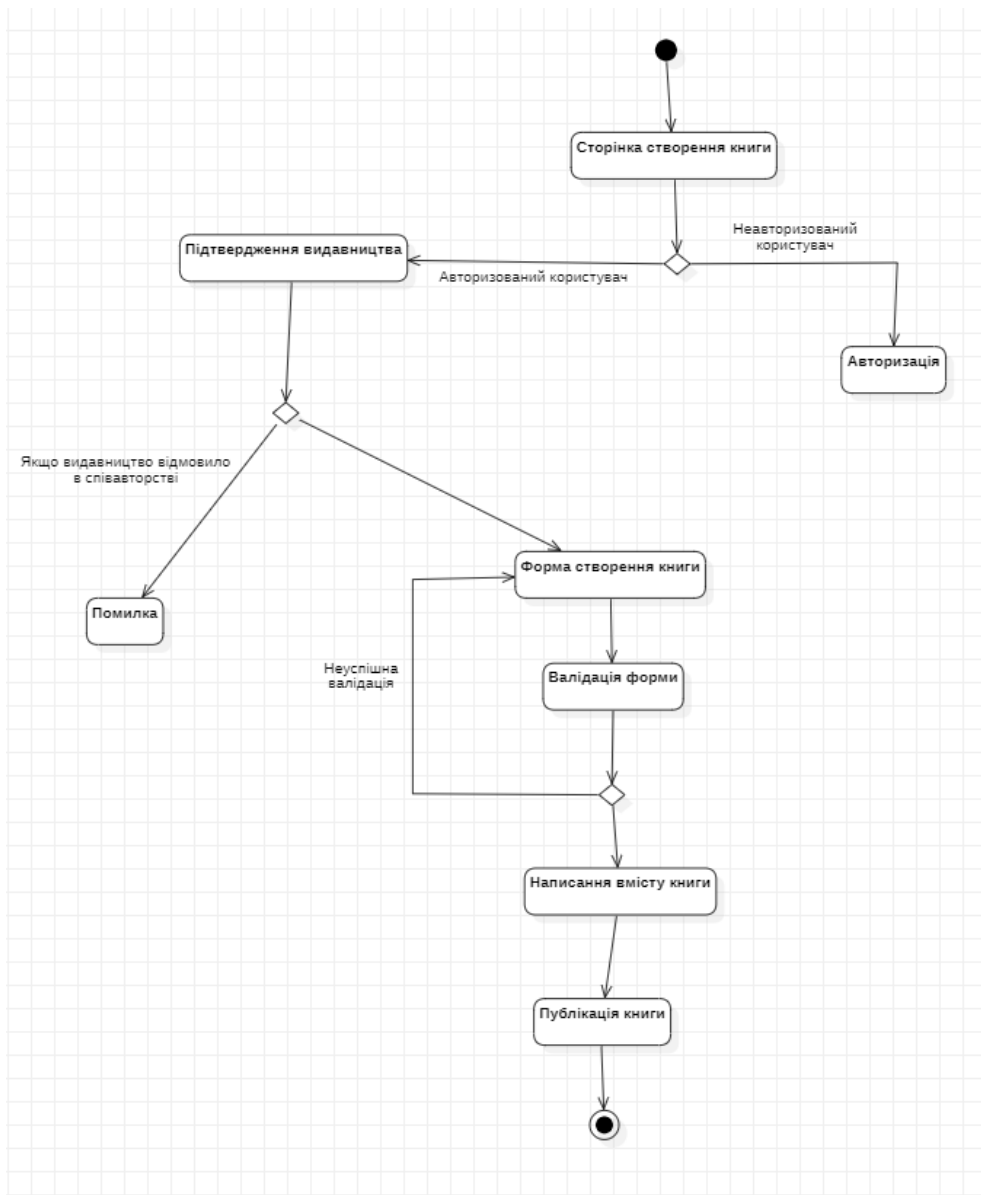 Сторінка створення книги
Неавторизований
користувач
Підтвердження видавництва
Авторизований користувач
Авторизація
Якщо видавництво відмовило
в співавторстві
Форма створення книги
Помилка
Неуспішна
валідація
Валідація форми
Написання вмісту книги
Публікація книги